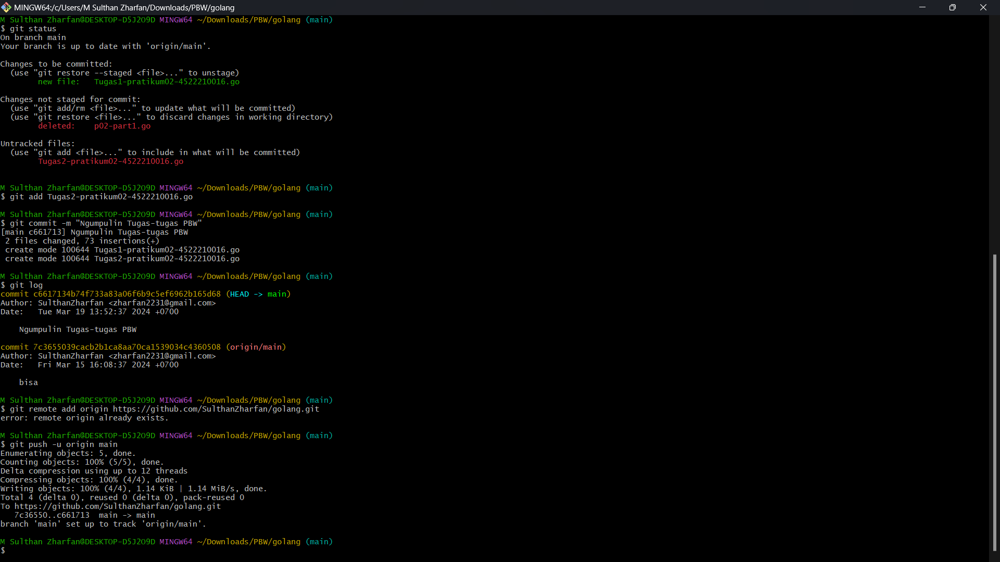 MINGW64:/c/Users/M Sulthan Zharfan/Downloads/PBW/golang
M Sulthan Zharfan@DESKTOP-D5J2O9D MINGW64 ~/Downloads/PBW/golang (main)
$ git status
On branch main
Your branch is up to date with 'origin/main'.
Changes to be committed:
  (use "git restore --staged <file>..." to unstage)
        new file:   Tugas1-pratikum02-4522210016.go
Changes not staged for commit:
  (use "git add/rm <file>..." to update what will be committed)
  (use "git restore <file>..." to discard changes in working directory)
        deleted:    p02-part1.go
Untracked files:
  (use "git add <file>..." to include in what will be committed)
        Tugas2-pratikum02-4522210016.go
M Sulthan Zharfan@DESKTOP-D5J2O9D MINGW64 ~/Downloads/PBW/golang (main)
$ git add Tugas2-pratikum02-4522210016.go
M Sulthan Zharfan@DESKTOP-D5J2O9D MINGW64 ~/Downloads/PBW/golang (main)
$ git commit -m "Ngumpulin Tugas-tugas PBW"
[main c661713] Ngumpulin Tugas-tugas PBW
 2 files changed, 73 insertions(+)
 create mode 100644 Tugas1-pratikum02-4522210016.go
 create mode 100644 Tugas2-pratikum02-4522210016.go
M Sulthan Zharfan@DESKTOP-D5J2O9D MINGW64 ~/Downloads/PBW/golang (main)
$ git log
commit c6617134b74f733a83a06f6b9c5ef6962b165d68 (HEAD -> main)
Author: SulthanZharfan <zharfan2231@gmail.com>
Date:   Tue Mar 19 13:52:37 2024 +0700
    Ngumpulin Tugas-tugas PBW
commit 7c3655039cacb2b1ca8aa70ca1539034c4360508 (origin/main)
Author: SulthanZharfan <zharfan2231@gmail.com>
Date:   Fri Mar 15 16:08:37 2024 +0700
    bisa
M Sulthan Zharfan@DESKTOP-D5J2O9D MINGW64 ~/Downloads/PBW/golang (main)
$ git remote add origin https://github.com/SulthanZharfan/golang.git
error: remote origin already exists.
M Sulthan Zharfan@DESKTOP-D5J2O9D MINGW64 ~/Downloads/PBW/golang (main)
$ git push -u origin main
Enumerating objects: 5, done.
Counting objects: 100% (5/5), done.
Delta compression using up to 12 threads
Compressing objects: 100% (4/4), done.
Writing objects: 100% (4/4), 1.14 KiB | 1.14 MiB/s, done.
Total 4 (delta 0), reused 0 (delta 0), pack-reused 0
To https://github.com/SulthanZharfan/golang.git
   7c36550..c661713  main -> main
branch 'main' set up to track 'origin/main'.
M Sulthan Zharfan@DESKTOP-D5J2O9D MINGW64 ~/Downloads/PBW/golang (main)
$